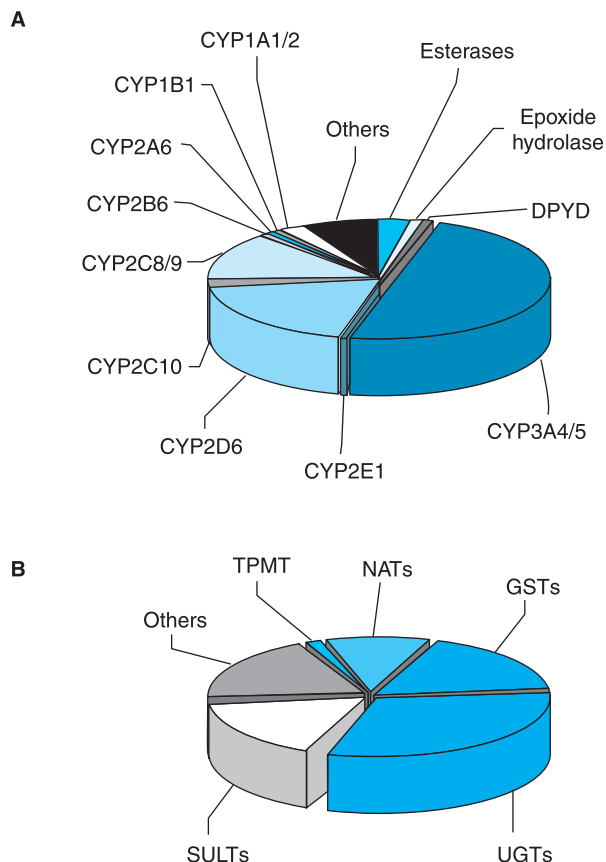 A
CYP1A1/2
Esterases
CYP1B1
Others
Epoxide
hydrolase
CYP2A6
CYP2B6
DPYD
CYP2C8/9
CYP2C10
CYP2D6
CYP2E1
CYP3A4/5
B
TPMT
NATs
GSTs
Others
SULTs
UGTs